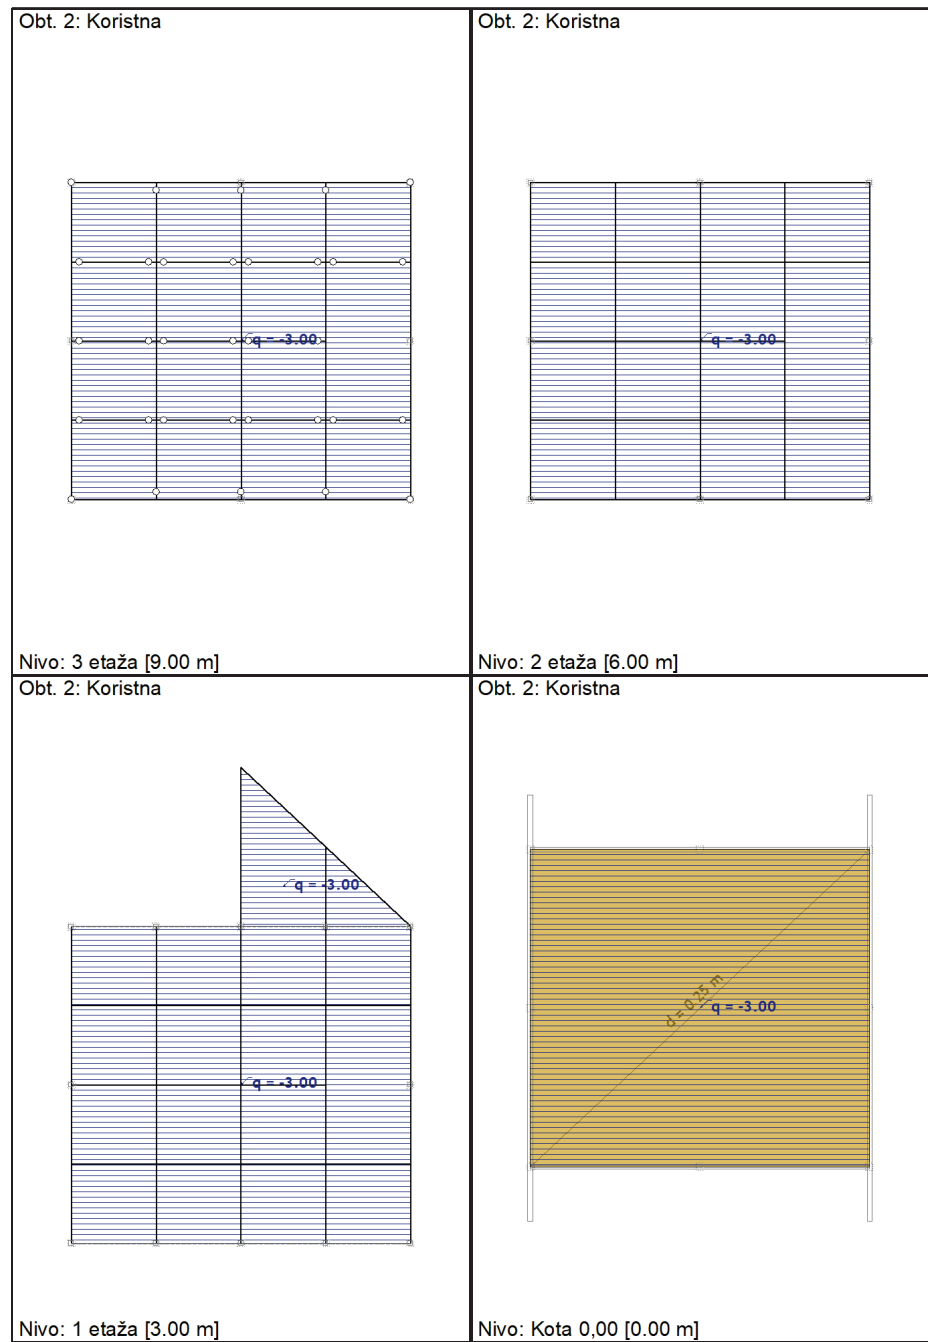 Obt. 2: Koristna
q = -3.00
Nivo: 3 etaža [9.00 m]
Obt. 2: Koristna
q = -3.00
Nivo: 2 etaža [6.00 m]
Obt. 2: Koristna
q = -3.00
q = -3.00
Nivo: 1 etaža [3.00 m]
Obt. 2: Koristna
d = 0.25 m
q = -3.00
Nivo: Kota 0,00 [0.00 m]